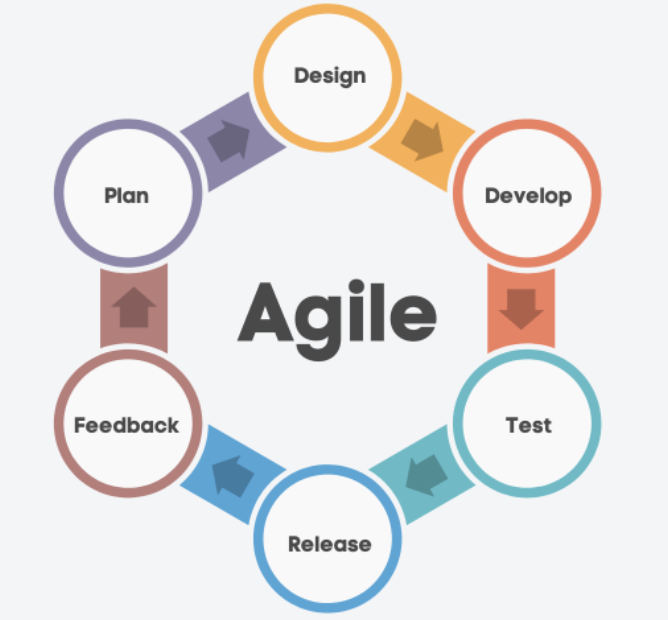 Design
Plan
Develop
Agile
Feedback
Test
Release